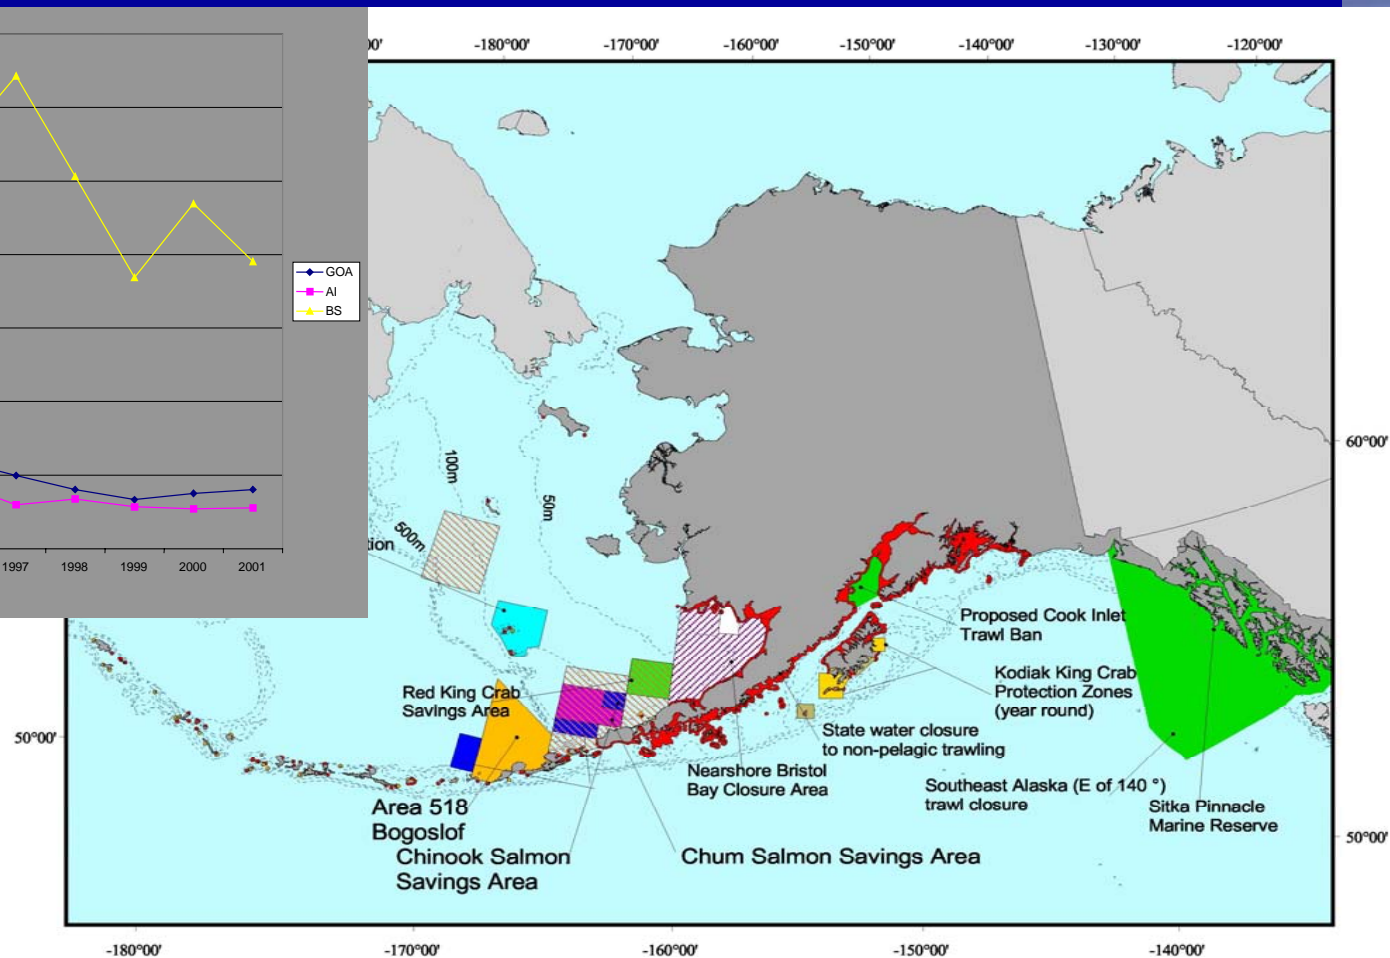 00'
-180°00'
-170°00'
-160°00'
-150°00'
-140°00'
-130°00'
-120°00'
GOA
AI
BS
1997
1998
1999
2000
2001
100m
50m
500m
tion
60°00'
50°00'
50°00'
Proposed Cook Inlet
Trawl Ban
Kodiak King Crab
Protection Zones
(year round)
Red King Crab
Savings Area
State water closure
to non-pelagic trawling
Nearshore Bristol
Bay Closure Area
Southeast Alaska (E of 140 °)
trawl closure
Sitka Pinnacle
Marine Reserve
Area 518
Bogoslof
Chinook Salmon
Savings Area
Chum Salmon Savings Area
-180°00'
-170°00'
-160°00'
-150°00'
-140°00'